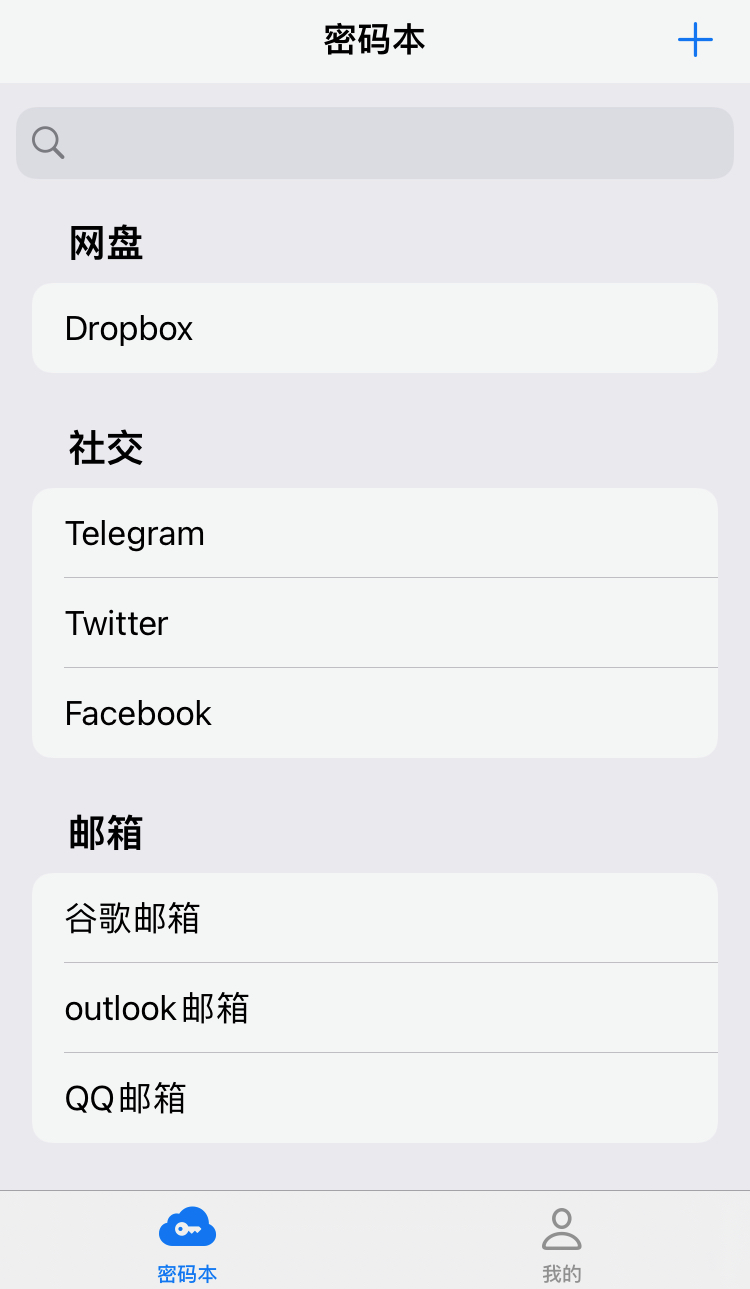 密码本
网盘
Dropbox
社交
Telegram
Twitter
Facebook
邮箱
谷歌邮箱
outlook邮箱
QQ邮箱
密码本
我的